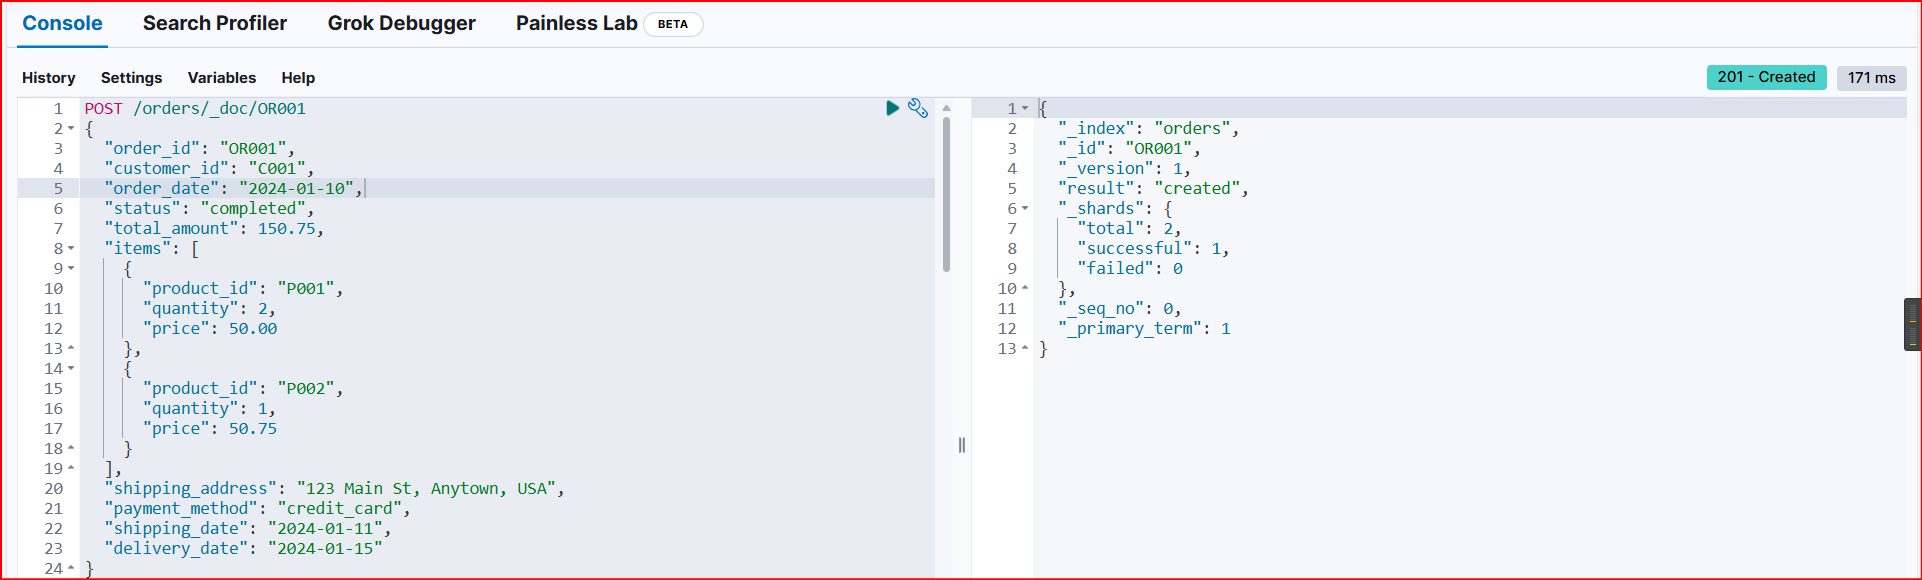 Console Search Profiler Grok Debugger Painless Lab BETA
History Settings Variables Help 201 - Created 171 ms
1 POST /orders/_doc/OR001
2 {
3 "order_id": "OR001",
4 "customer_id": "C001",
5 "order_date": "2024-01-10",
6 "status": "completed",
7 "total_amount": 150.75,
8 "items": [
9 {
10 "product_id": "P001",
11 "quantity": 2,
12 "price": 50.00
13 },
14 {
15 "product_id": "P002",
16 "quantity": 1,
17 "price": 50.75
18 }
19 ],
20 "shipping_address": "123 Main St, Anytown, USA",
21 "payment_method": "credit_card",
22 "shipping_date": "2024-01-11",
23 "delivery_date": "2024-01-15"
24 }
1 {
2 "_index": "orders",
3 "_id": "OR001",
4 "_version": 1,
5 "result": "created",
6 "_shards": {
7 "total": 2,
8 "successful": 1,
9 "failed": 0
10 },
11 "_seq_no": 0,
12 "_primary_term": 1
13 }